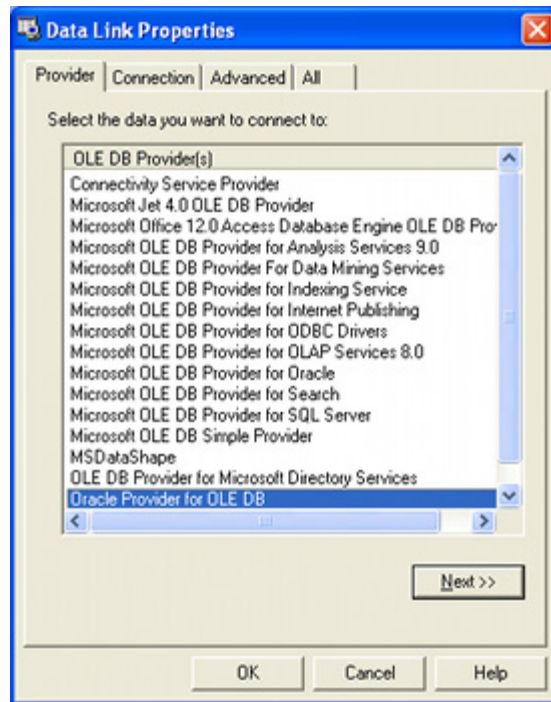 Data Link Properties
Provider Connection Advanced All
Select the data you want to connect to:
OLE DB Provider(s)
Connectivity Service Provider
Microsoft Jet 4.0 OLE DB Provider
Microsoft Office 12.0 Access Database Engine OLE DB Pro
Microsoft OLE DB Provider for Analysis Services 9.0
Microsoft OLE DB Provider For Data Mining Services
Microsoft OLE DB Provider for Indexing Service
Microsoft OLE DB Provider for Internet Publishing
Microsoft OLE DB Provider for ODBC Drivers
Microsoft OLE DB Provider for OLAP Services 8.0
Microsoft OLE DB Provider for Oracle
Microsoft OLE DB Provider for Search
Microsoft OLE DB Provider for SQL Server
Microsoft OLE DB Simple Provider
MSDataShape
OLE DB Provider for Microsoft Directory Services
Oracle Provider for OLE DB
Next >>
OK Cancel Help